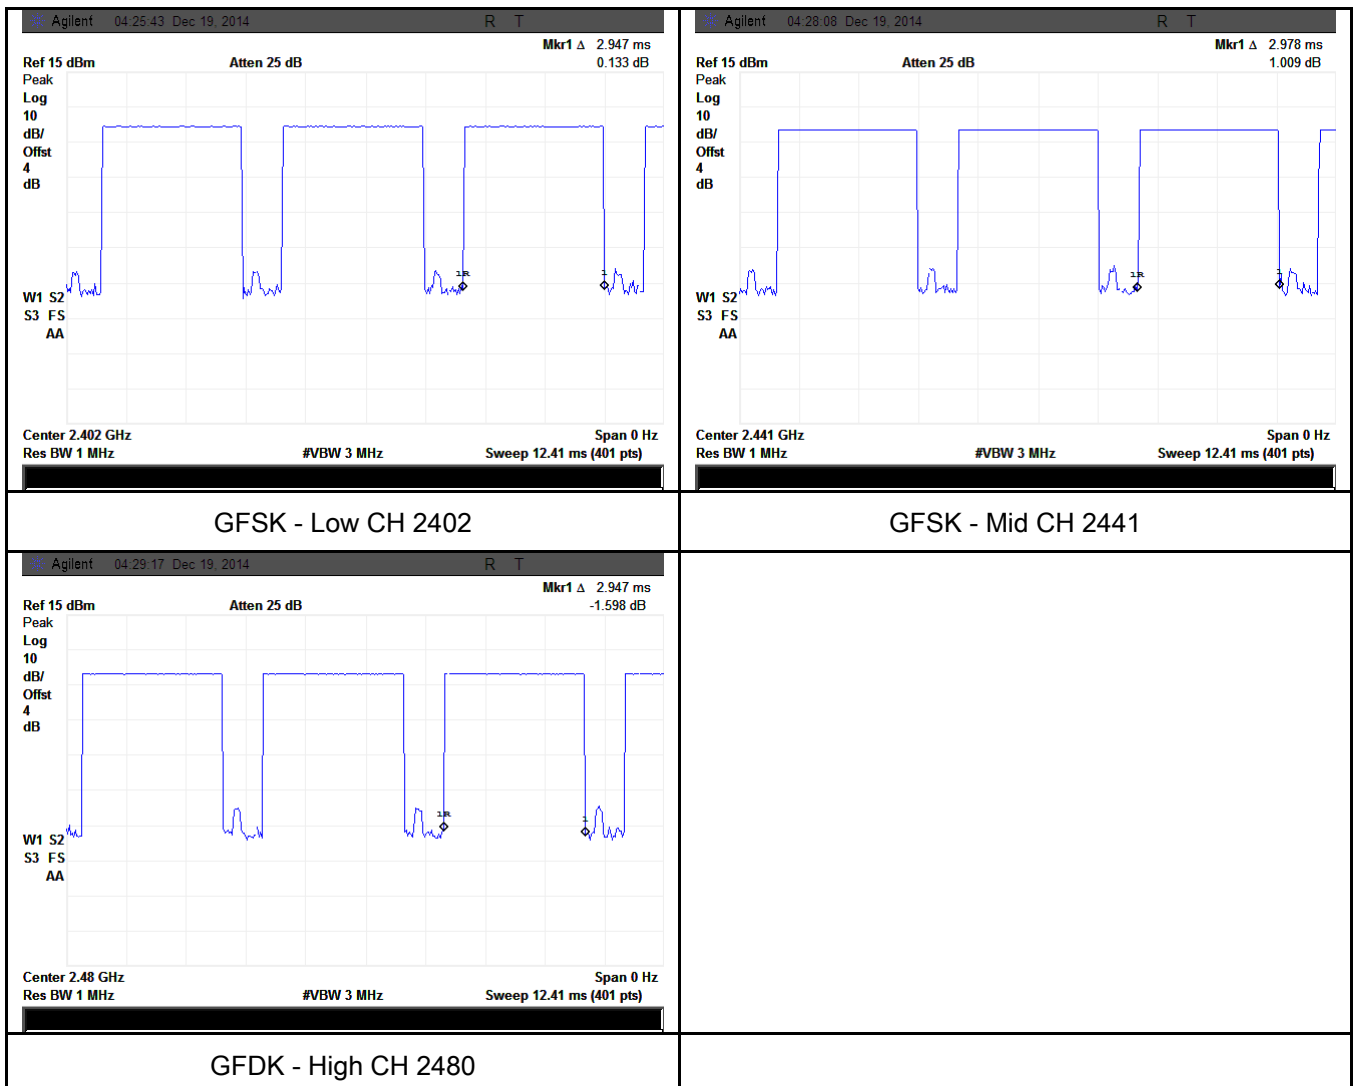 Agilent 04:25:43 Dec 19, 2014 R T
Mkr1 Δ 2.947 ms
Ref 15 dBm Atten 25 dB 0.133 dB
Peak
Log
10
dB/
Offst
4
dB
1R
1
W1 S2
S3 FS
AA
Center 2.402 GHz Span 0 Hz
Res BW 1 MHz #VBW 3 MHz Sweep 12.41 ms (401 pts)
GFSK - Low CH 2402
Agilent 04:28:08 Dec 19, 2014 R T
Mkr1 Δ 2.978 ms
Ref 15 dBm Atten 25 dB 1.009 dB
Peak
Log
10
dB/
Offst
4
dB
1R
1
W1 S2
S3 FS
AA
Center 2.441 GHz Span 0 Hz
Res BW 1 MHz #VBW 3 MHz Sweep 12.41 ms (401 pts)
GFSK - Mid CH 2441
Agilent 04:29:17 Dec 19, 2014 R T
Mkr1 Δ 2.947 ms
Ref 15 dBm Atten 25 dB -1.598 dB
Peak
Log
10
dB/
Offst
4
dB
1R
1
W1 S2
S3 FS
AA
Center 2.48 GHz Span 0 Hz
Res BW 1 MHz #VBW 3 MHz Sweep 12.41 ms (401 pts)
GFDK - High CH 2480